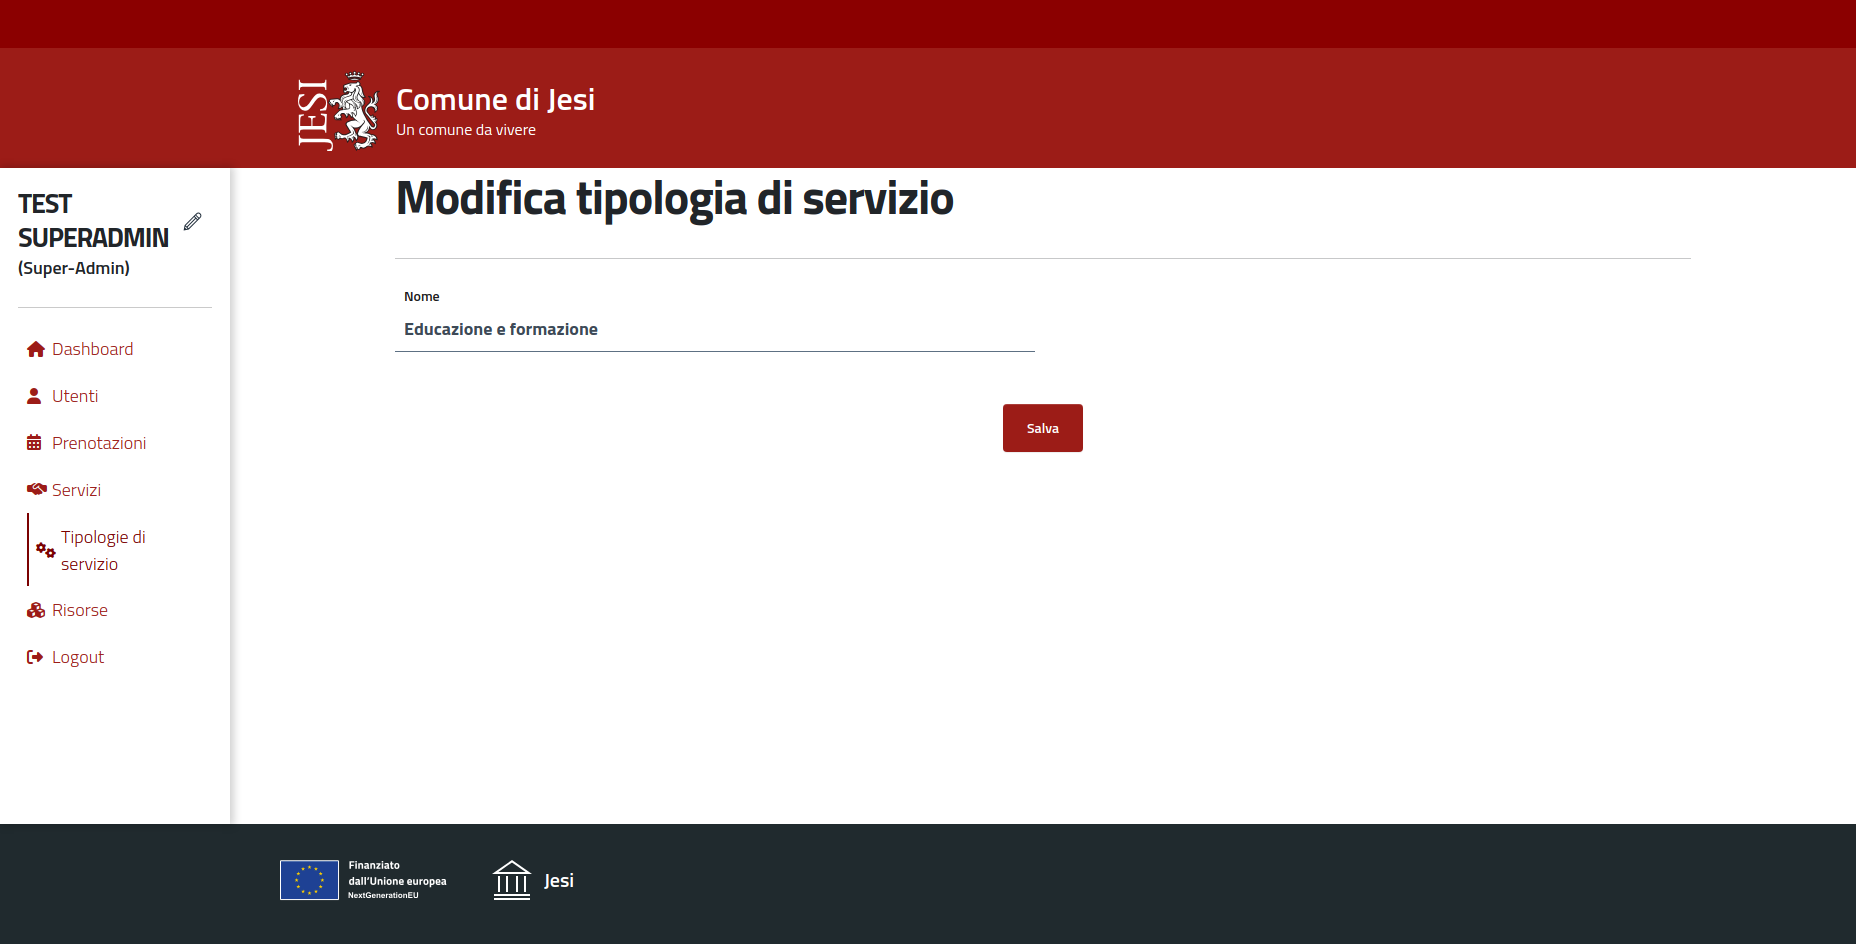 JESI
Comune di Jesi
Un comune da vivere
TEST
SUPERADMIN
(Super-Admin)
Dashboard
Utenti
Prenotazioni
Servizi
Tipologie di
servizio
Risorse
Logout
Modifica tipologia di servizio
Nome
Educazione e formazione
Salva
Finanziato
dall'Unione europea
NextGenerationEU
Jesi